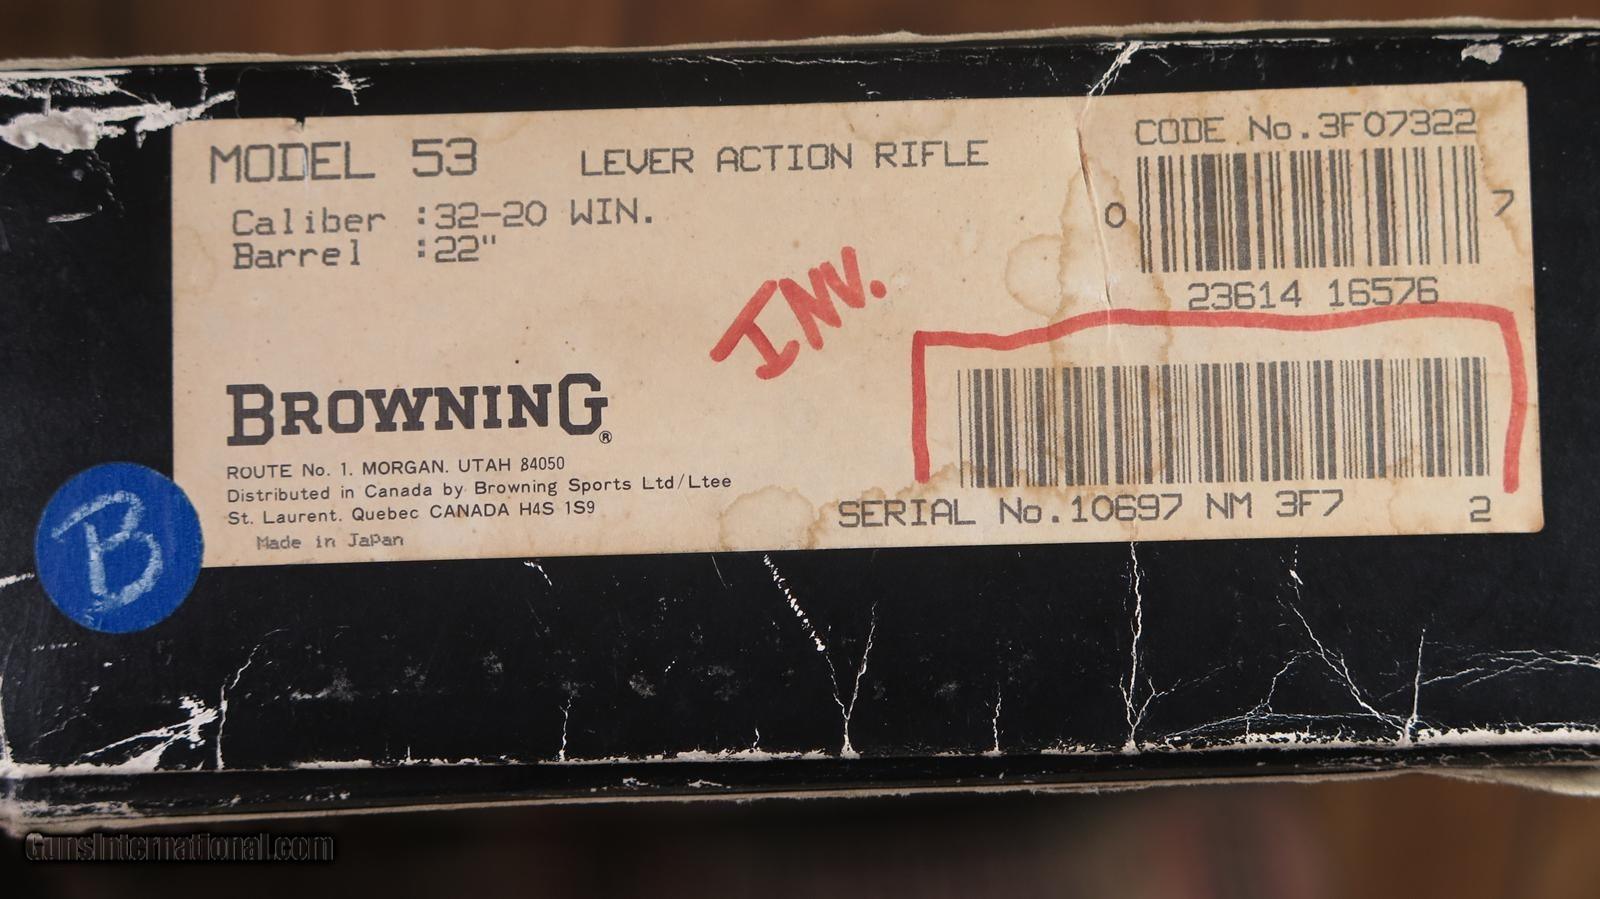 MODEL 53 LEVER ACTION RIFLE
Caliber :32-20 WIN.
Barrel :22"
CODE No.3F07322
0 7
23614 16576
INV.
BROWNING®
ROUTE No. 1. MORGAN. UTAH 84050
Distributed in Canada by Browning Sports Ltd/Ltee
St. Laurent. Quebec CANADA H4S 1S9
Made in Japan
SERIAL No.10697 NM 3F7 2
B
GunsInternational.com